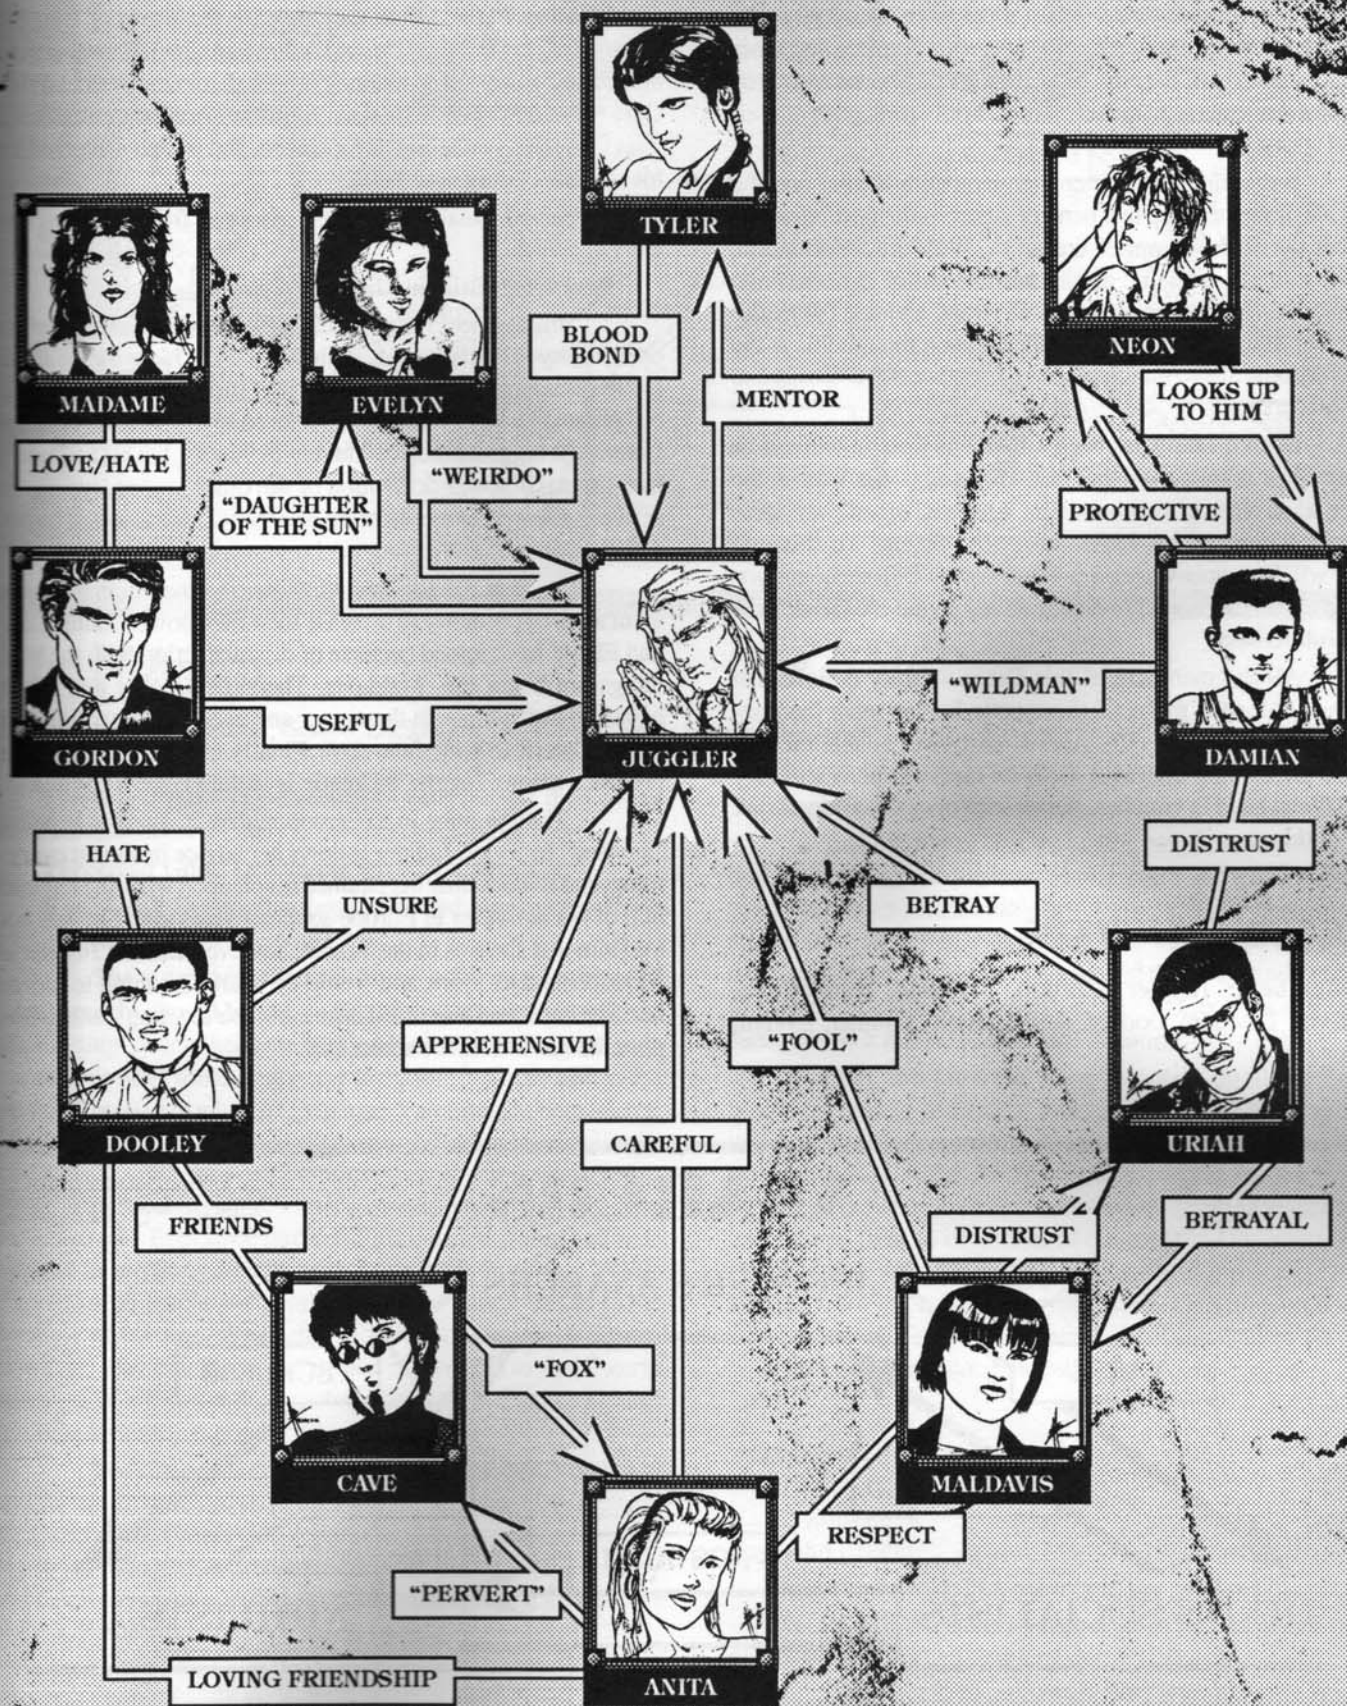 TYLER
NEON
MADAME
EVELYN
BLOOD
BOND
MENTOR
LOOKS UP
TO HIM
LOVE/HATE
“WEIRDO”
“DAUGHTER
OF THE SUN”
PROTECTIVE
“WILDMAN”
USEFUL
GORDON
JUGGLER
DAMIAN
HATE
DISTRUST
UNSURE
BETRAY
APPREHENSIVE
“FOOL”
DOOLEY
CAREFUL
URIAH
FRIENDS
DISTRUST
BETRAYAL
“FOX”
CAVE
MALDAVIS
RESPECT
“PERVERT”
LOVING FRIENDSHIP
ANITA